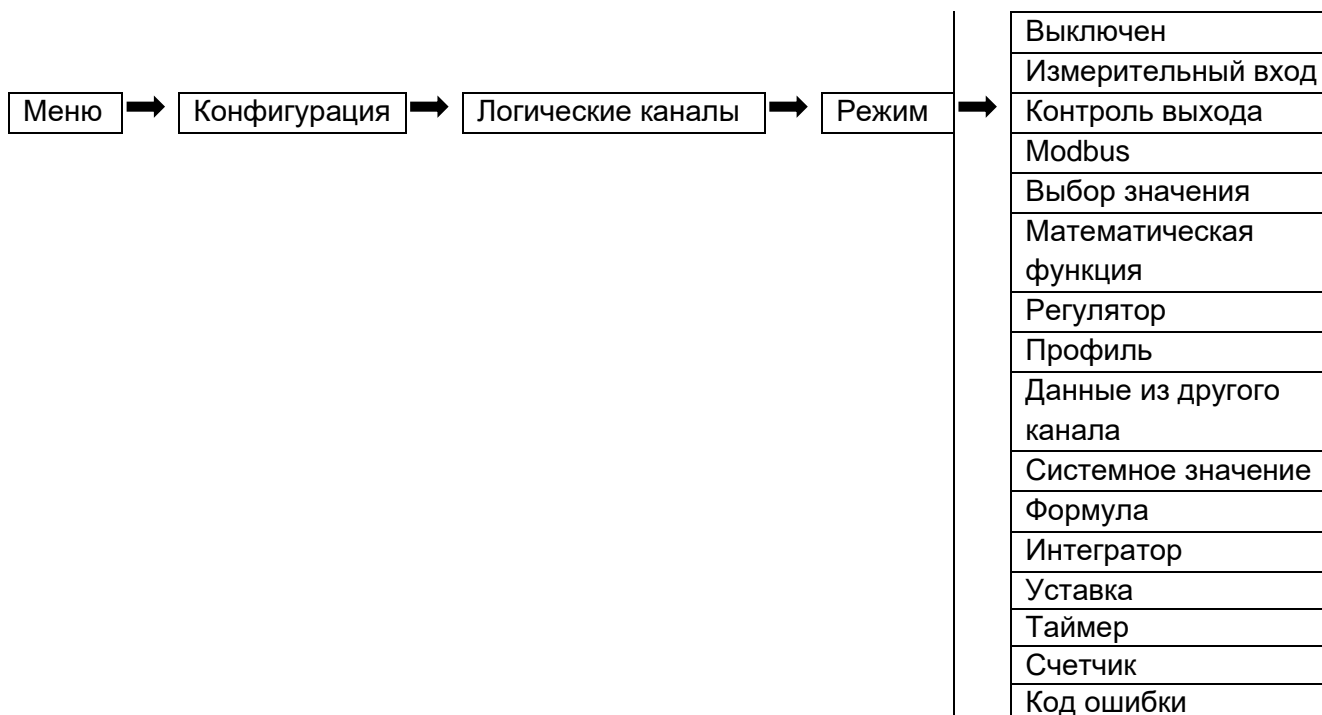 Выключен
Измерительный вход
Меню Конфигурация Логические каналы Режим Контроль выхода
Modbus
Выбор значения
Математическая
функция
Регулятор
Профиль
Данные из другого
канала
Системное значение
Формула
Интегратор
Уставка
Таймер
Счетчик
Код ошибки